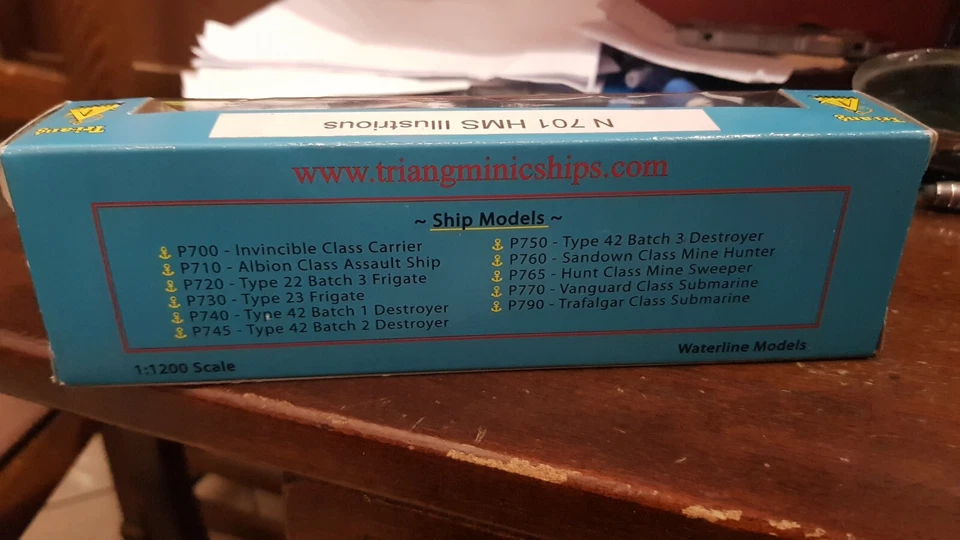 Triang
N 701 HMS Illustrious
Triang
www.triangminicships.com
~ Ship Models ~
P700 - Invincible Class Carrier
P710 - Albion Class Assault Ship
P720 - Type 22 Batch 3 Frigate
P730 - Type 23 Frigate
P740 - Type 42 Batch 1 Destroyer
P745 - Type 42 Batch 2 Destroyer
P750 - Type 42 Batch 3 Destroyer
P760 - Sandown Class Mine Hunter
P765 - Hunt Class Mine Sweeper
P770 - Vanguard Class Submarine
P790 - Trafalgar Class Submarine
1:1200 Scale
Waterline Models